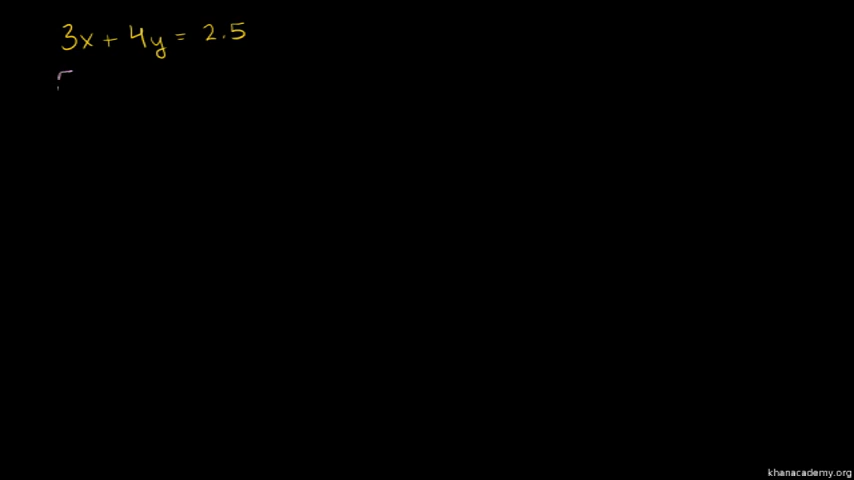 3x + 4y = 2.5
khanacademy.org